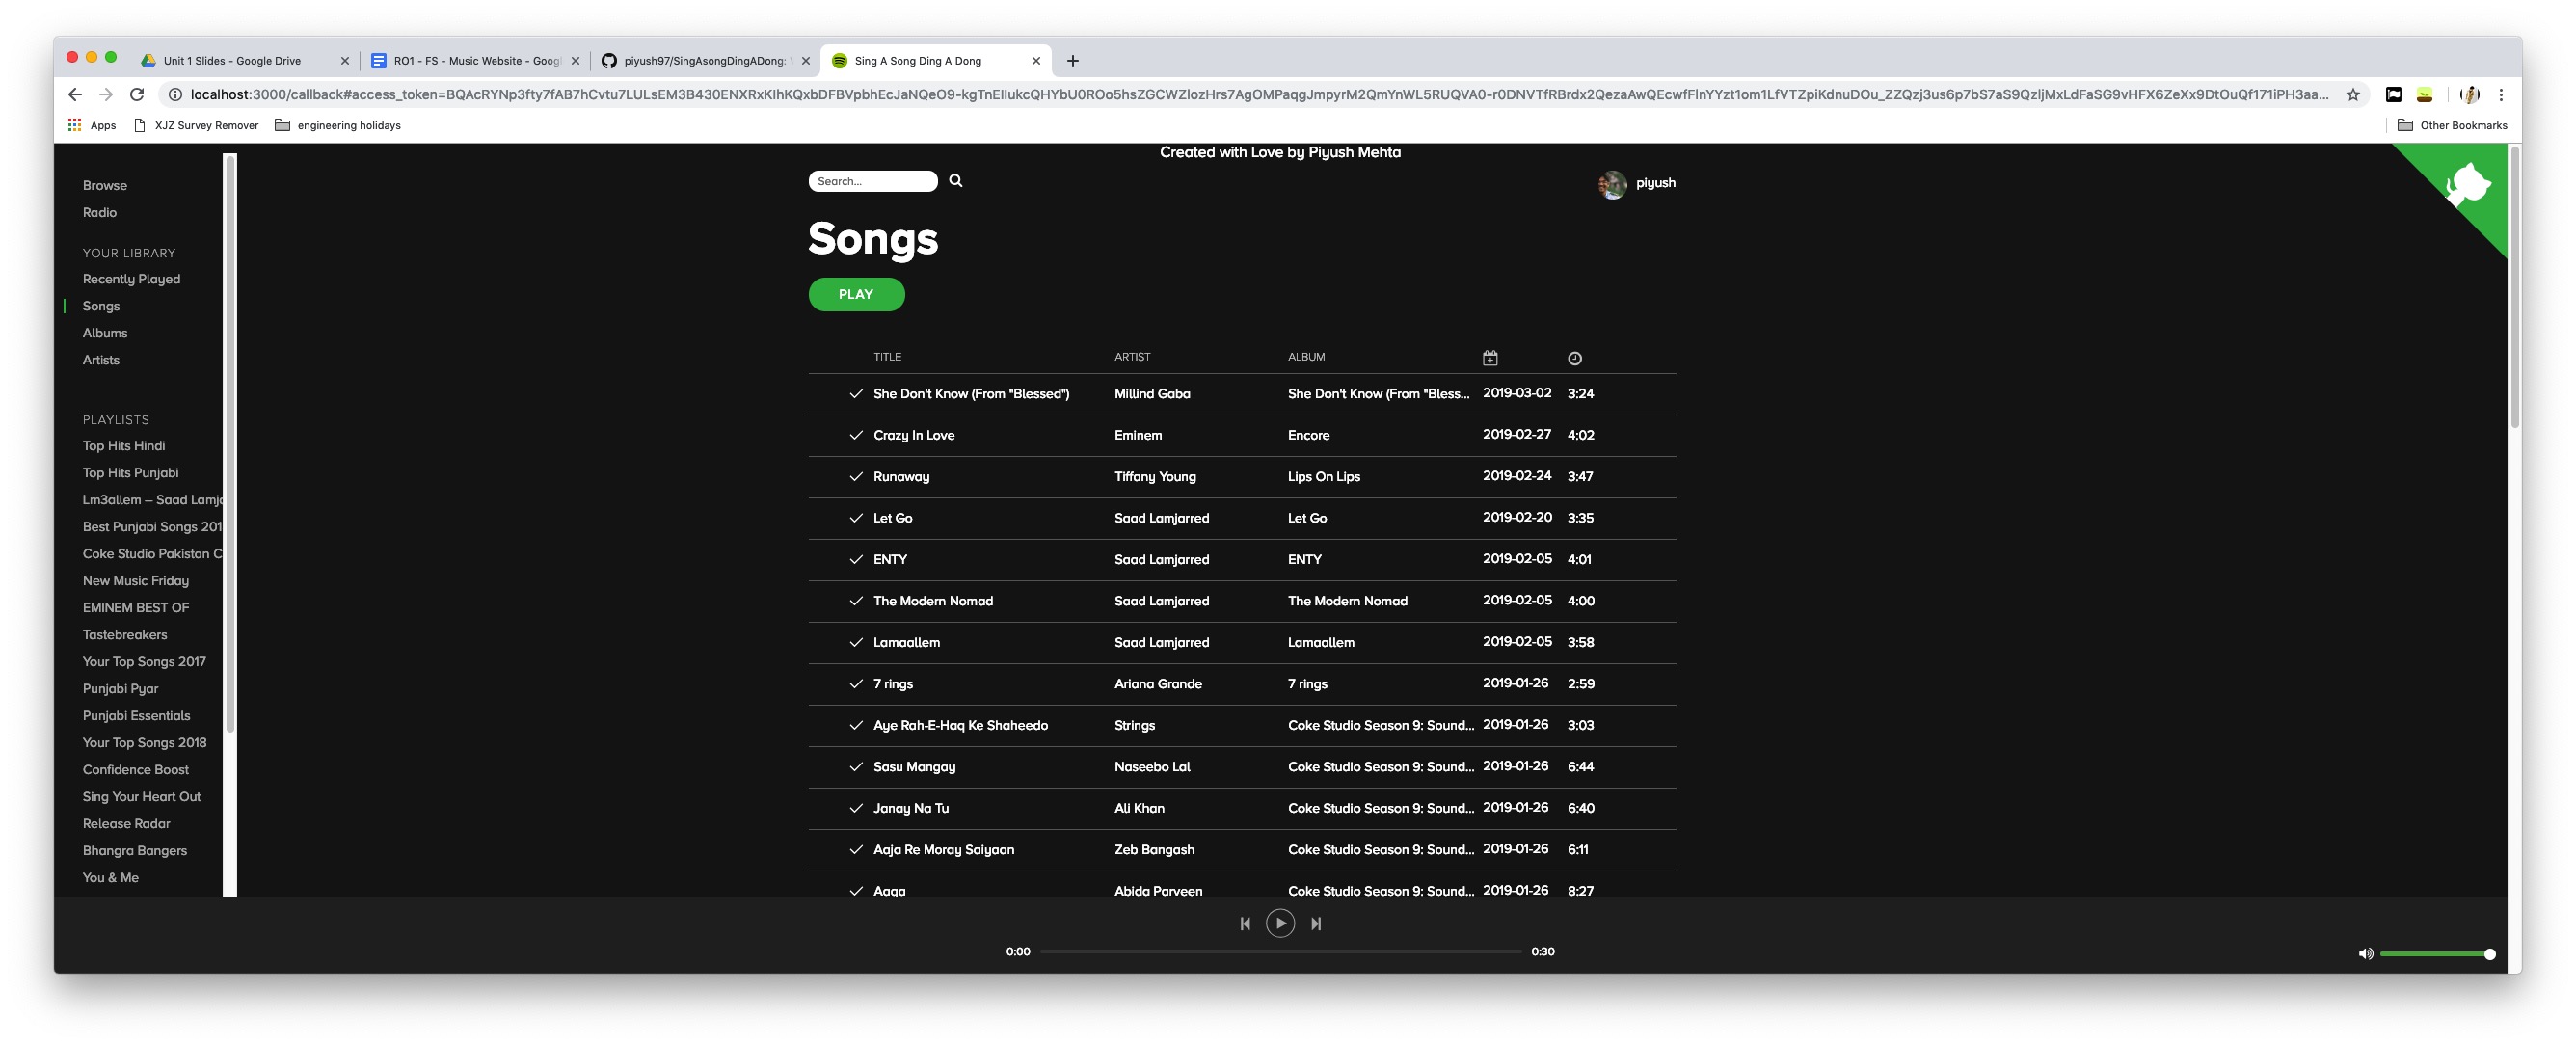 Unit 1 Slides - Google Drive
RO1 - FS - Music Website - Goog
piyush97/SingAsongDingADong:
Sing A Song Ding A Dong
Apps
XJZ Survey Remover
engineering holidays
Other Bookmarks
Created with Love by Piyush Mehta
Search...
piyush
Browse
Radio
YOUR LIBRARY
Recently Played
Songs
Albums
Artists
PLAYLISTS
Top Hits Hindi
Top Hits Punjabi
Lm3allem – Saad Lamja
Best Punjabi Songs 201
Coke Studio Pakistan C
New Music Friday
EMINEM BEST OF
Tastebreakers
Your Top Songs 2017
Punjabi Pyar
Punjabi Essentials
Your Top Songs 2018
Confidence Boost
Sing Your Heart Out
Release Radar
Bhangra Bangers
You & Me
Songs
PLAY
TITLE ARTIST ALBUM
She Don't Know (From "Blessed") Millind Gaba She Don't Know (From "Bless... 2019-03-02 3:24
Crazy In Love Eminem Encore 2019-02-27 4:02
Runaway Tiffany Young Lips On Lips 2019-02-24 3:47
Let Go Saad Lamjarred Let Go 2019-02-20 3:35
ENTY Saad Lamjarred ENTY 2019-02-05 4:01
The Modern Nomad Saad Lamjarred The Modern Nomad 2019-02-05 4:00
Lamaallem Saad Lamjarred Lamaallem 2019-02-05 3:58
7 rings Ariana Grande 7 rings 2019-01-26 2:59
Aye Rah-E-Haq Ke Shaheedo Strings Coke Studio Season 9: Sound... 2019-01-26 3:03
Sasu Mangay Naseebo Lal Coke Studio Season 9: Sound... 2019-01-26 6:44
Janay Na Tu Ali Khan Coke Studio Season 9: Sound... 2019-01-26 6:40
Aaja Re Moray Saiyaan Zeb Bangash Coke Studio Season 9: Sound... 2019-01-26 6:11
Aaqa Abida Parveen Coke Studio Season 9: Sound... 2019-01-26 8:27
0:00 0:30